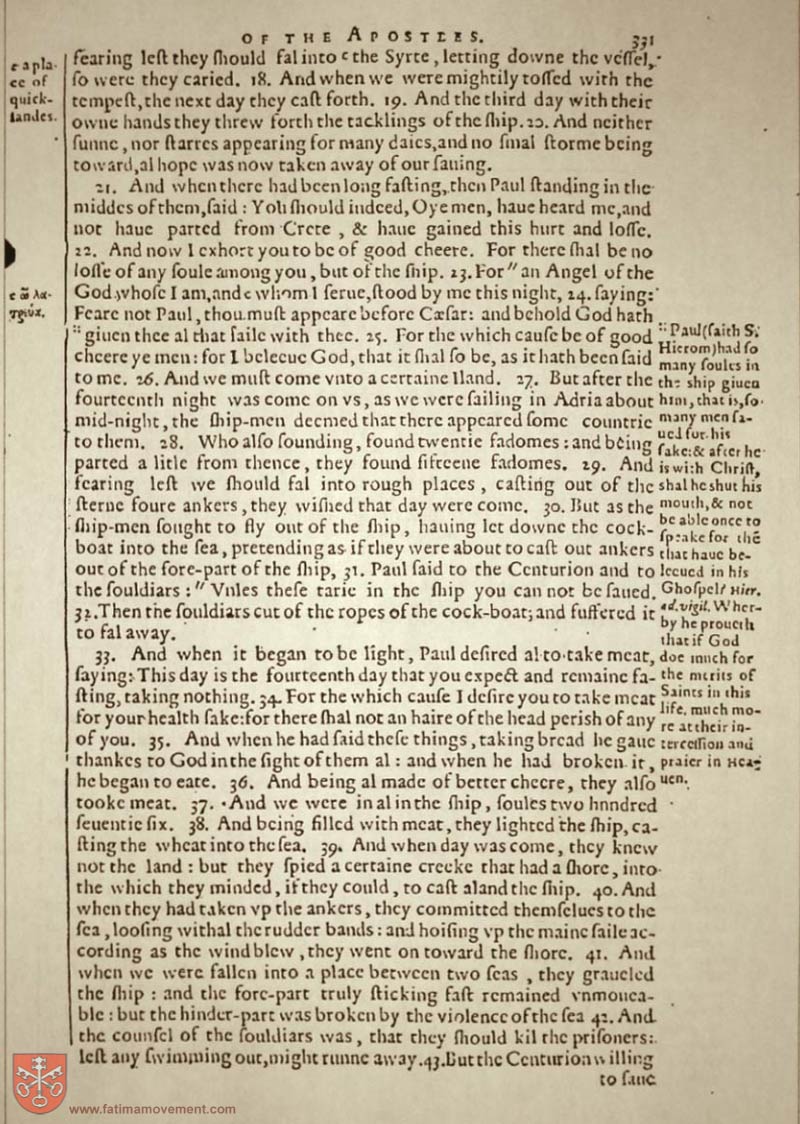 OF THE APOSTLES. 331
fearing left they ſhould fal into c the Syrte, letting downe the veſſel,
ſo were they caried. 18. And when we were mightily toſſed with the
tempeſt, the next day they caſt forth. 19. And the third day with their
owne hands they threw forth the tacklings of the ſhip. 20. And neither
ſunne, nor ſtarres appearing for many daies, and no ſmal ſtorme being
toward, al hope was now taken away of our ſauing.
21. And when there had been long faſting, then Paul ſtanding in the
middes of them, ſaid: You ſhould indeed, O ye men, haue heard me, and
not haue parted from Crete, & haue gained this hurt and loſſe.
22. And now I exhort you to be of good cheere. For there ſhal be no
loſſe of any ſoule among you, but of the ſhip. 23. For " an Angel of the
God whoſe I am, and e whom I ſerue, ſtood by me this night, 24. ſaying:
Feare not Paul, thou muſt appeare before Cæſar: and behold God hath
:: giuen thee al that ſaile with thee. 25. For the which cauſe be of good
cheere ye men: for I beleeue God, that it ſhal ſo be, as it hath been ſaid
to me. 26. And we muſt come vnto a certaine Iland. 27. But after the
fourteenth night was come on vs, as we were ſailing in Adria about
mid-night, the ſhip-men deemed that there appeared ſome countrie
to them. 28. Who alſo ſounding, found twentie fadomes: and being
parted a litle from thence, they found fifteene fadomes. 29. And
fearing left we ſhould fal into rough places, caſting out of the
ſterne foure ankers, they wiſhed that day were come. 30. But as the
ſhip-men ſought to fly out of the ſhip, hauing let downe the cock-
boat into the ſea, pretending as if they were about to caſt out ankers
out of the fore-part of the ſhip, 31. Paul ſaid to the Centurion and to
the ſouldiars: " Vnles theſe tarie in the ſhip you can not be ſaued.
32. Then the ſouldiars cut of the ropes of the cock-boat; and ſuffered it
to fal away.
33. And when it began to be light, Paul deſired al to take meat,
ſaying: This day is the fourteenth day that you expect and remaine fa-
ſting, taking nothing. 34. For the which cauſe I deſire you to take meat
for your health ſake: for there ſhal not an haire of the head periſh of any
of you. 35. And when he had ſaid theſe things, taking bread he gaue
thankes to God in the ſight of them al: and when he had broken it,
he began to eate. 36. And being al made of better cheere, they alſo
tooke meat. 37. And we were in al in the ſhip, ſoules two hnndred
ſeuentie ſix. 38. And being filled with meat, they lighted the ſhip, ca-
ſting the wheat into the ſea. 39. And when day was come, they knew
not the land: but they ſpied a certaine creeke that had a ſhore, into
the which they minded, if they could, to caſt aland the ſhip. 40. And
when they had taken vp the ankers, they committed themſelues to the
ſea, looſing withal the rudder bands: and hoiſing vp the maine ſaile ac-
cording as the wind blew, they went on toward the ſhore. 41. And
when we were fallen into a place between two ſeas, they graueled
the ſhip: and the fore-part truly ſticking faſt remained vnmouea-
ble: but the hinder-part was broken by the violence of the ſea 42. And
the counſel of the ſouldiars was, that they ſhould kil the priſoners:
leſt any ſwimming out, might runne away. 43. But the Centurion willing
to ſaue
c a pla-
ce of
quick-
ſandes.
e ᾧ λα-
τρεύω.
:: Paul (ſaith S.
Hierom) had ſo
many ſoules in
the ship giuen
him, that is, ſo
many men ſa-
ued for his
ſake: & after he
is with Chriſt,
shal he shut his
mouth, & not
be able once to
ſpeake for thē
that haue be-
leeued in his
Ghoſpel? Hier.
ad. vigil. Wher-
by he proueth
that if God
doe much for
the merits of
Saints in this
life, much mo-
re at their in-
terceſſion and
praier in Hea-
uen.
www.fatimamovement.com